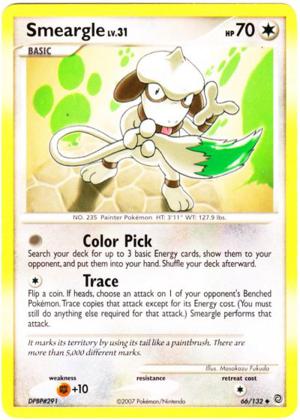 Smeargle LV.31 HP 70
BASIC
NO. 235 Painter Pokémon HT: 3'11" WT: 127.9 lbs.
Color Pick
Search your deck for up to 3 basic Energy cards, show them to your
opponent, and put them into your hand. Shuffle your deck afterward.
Trace
Flip a coin. If heads, choose an attack on 1 of your opponent's Benched
Pokémon. Trace copies that attack except for its Energy cost. (You must
still do anything else required for that attack.) Smeargle performs that
attack.
It marks its territory by using its tail like a paintbrush. There are
more than 5,000 different marks.
Illus. Masakazu Fukuda
weakness resistance retreat cost
+10
DPBP#291 ©2007 Pokémon/Nintendo 66/132